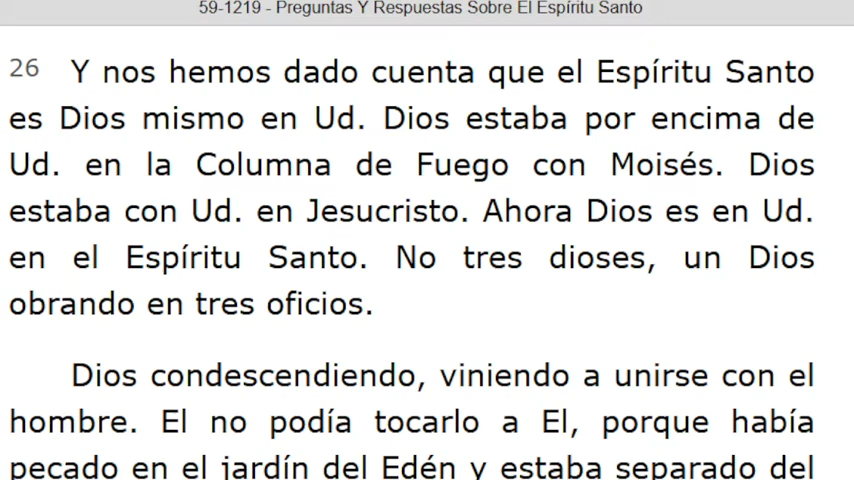 59-1219 - Preguntas Y Respuestas Sobre El Espíritu Santo
26 Y nos hemos dado cuenta que el Espíritu Santo
es Dios mismo en Ud. Dios estaba por encima de
Ud. en la Columna de Fuego con Moisés. Dios
estaba con Ud. en Jesucristo. Ahora Dios es en Ud.
en el Espíritu Santo. No tres dioses, un Dios
obrando en tres oficios.
Dios condescendiendo, viniendo a unirse con el
hombre. El no podía tocarlo a El, porque había
pecado en el jardín del Edén y estaba separado del